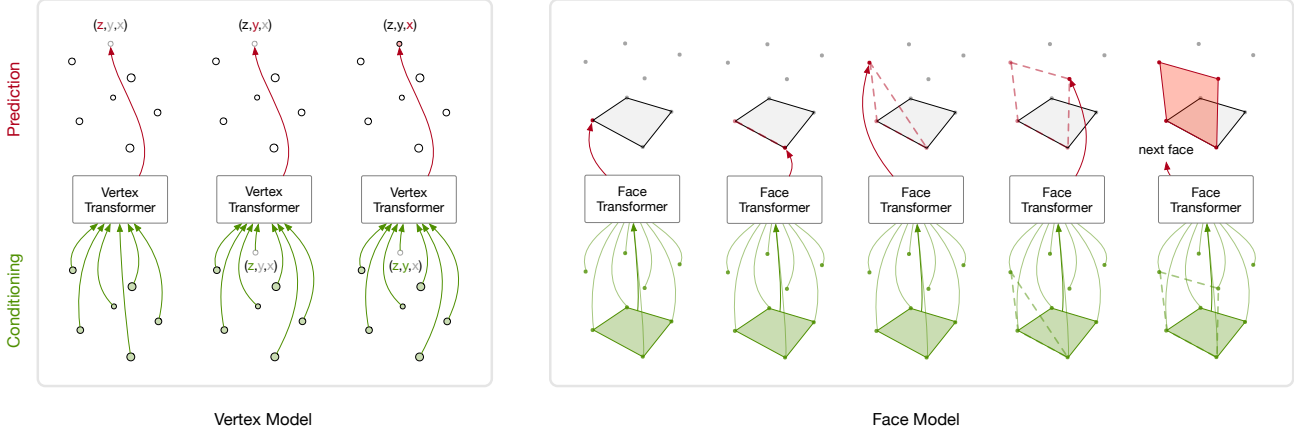 Prediction
Conditioning
(z,y,x)
(z,y,x)
(z,y,x)
Vertex
Transformer
Vertex
Transformer
Vertex
Transformer
(z,y,x)
(z,y,x)
Vertex Model
next face
Face
Transformer
Face
Transformer
Face
Transformer
Face
Transformer
Face
Transformer
Face Model